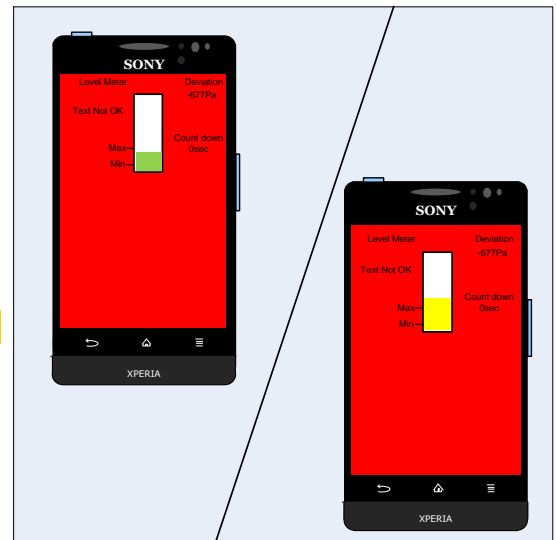 SONY
Level Meter
Deviation
-677Pa
Text Not OK
Count down
0sec
Max
Min
XPERIA
SONY
Level Meter
Deviation
-677Pa
Text Not OK
Count down
0sec
Max
Min
XPERIA